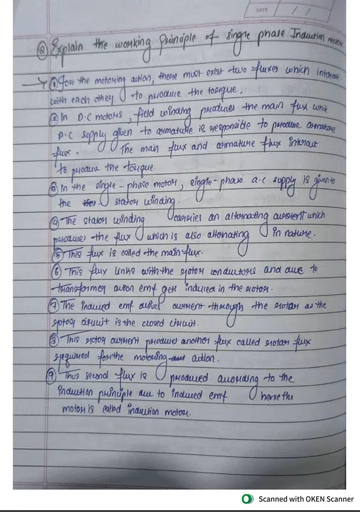 DATE / /
Q Explain the working Principle of single phase Induction motor
→ ① For the motoring action, there must exist two fluxes which interact
with each other to produce the torque.
② In D.C motors, field winding produces the main flux while
D.C supply given to armature is responsible to produce armature
flux. The main flux and armature flux interact
to produce the torque.
③ In the single-phase motor, single-phase a.c supply is given to
the stator winding.
④ The stator winding carries an alternating current which
produces the flux which is also alternating in nature.
⑤ This flux is called the main flux.
⑥ This flux links with the rotor conductors and due to
transformer action emf gets induced in the rotor.
⑦ The induced emf drives current through the rotor as the
rotor circuit is the closed circuit.
⑧ This rotor current produces another flux called rotor flux
required for the motoring action.
⑨ Thus second flux is produced according to the
induction principle due to induced emf hence the
motor is called induction motor.
Scanned with OKEN Scanner